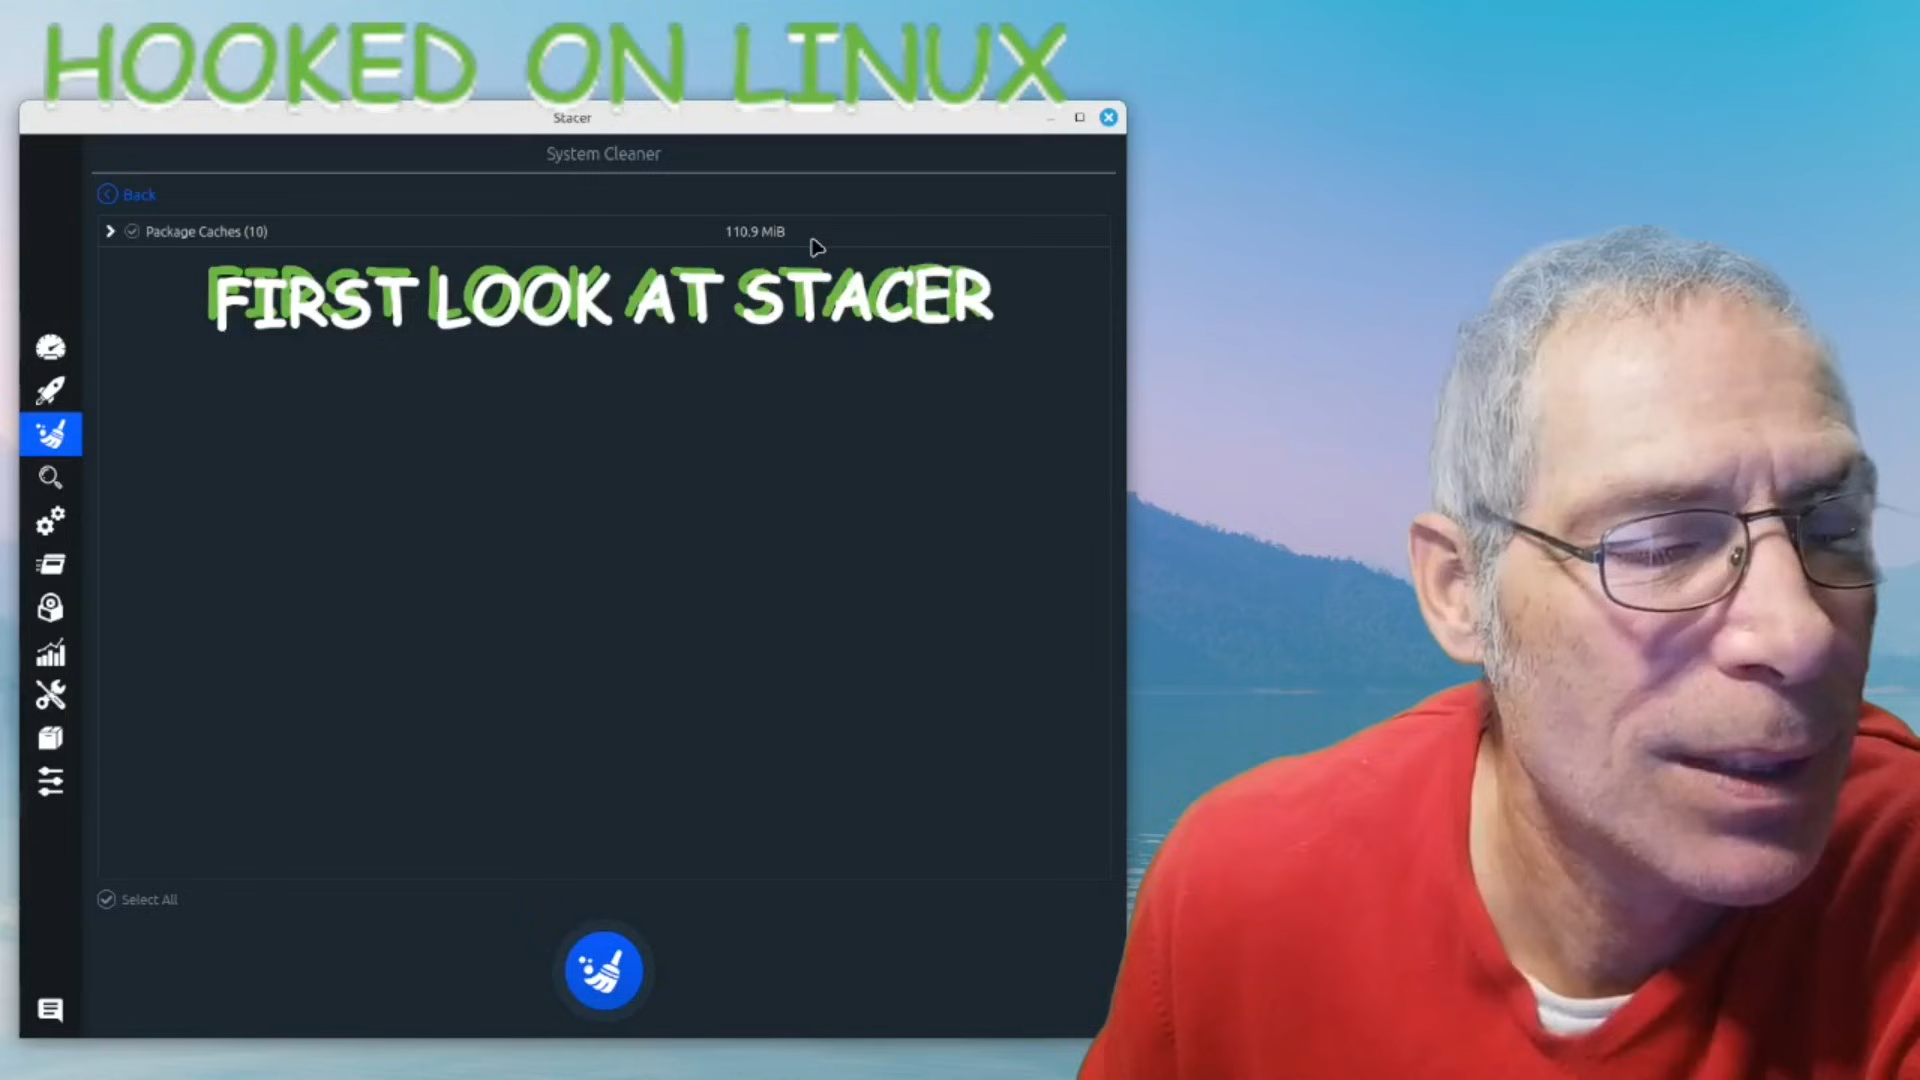 HOOKED ON LINUX
Stacer
System Cleaner
Back
Package Caches (10) 110.9 MiB
FIRST LOOK AT STACER
Select All